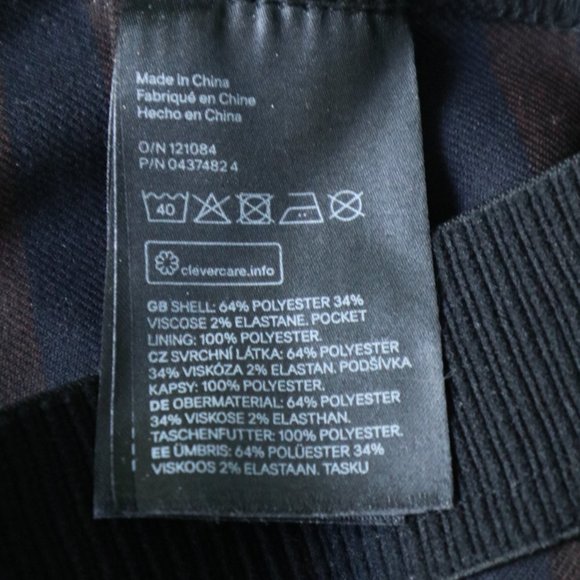 Made in China
Fabriqué en Chine
Hecho en China
O/N 121084
P/N 0437482 4
40
clevercare.info
GB SHELL: 64% POLYESTER 34%
VISCOSE 2% ELASTANE. POCKET
LINING: 100% POLYESTER.
CZ SVRCHNÍ LÁTKA: 64% POLYESTER
34% VISKÓZA 2% ELASTAN. PODŠÍVKA
KAPSY: 100% POLYESTER.
DE OBERMATERIAL: 64% POLYESTER
34% VISKOSE 2% ELASTHAN.
TASCHENFUTTER: 100% POLYESTER.
EE ÜMBRIS: 64% POLÜESTER 34%
VISKOOS 2% ELASTAAN. TASKU